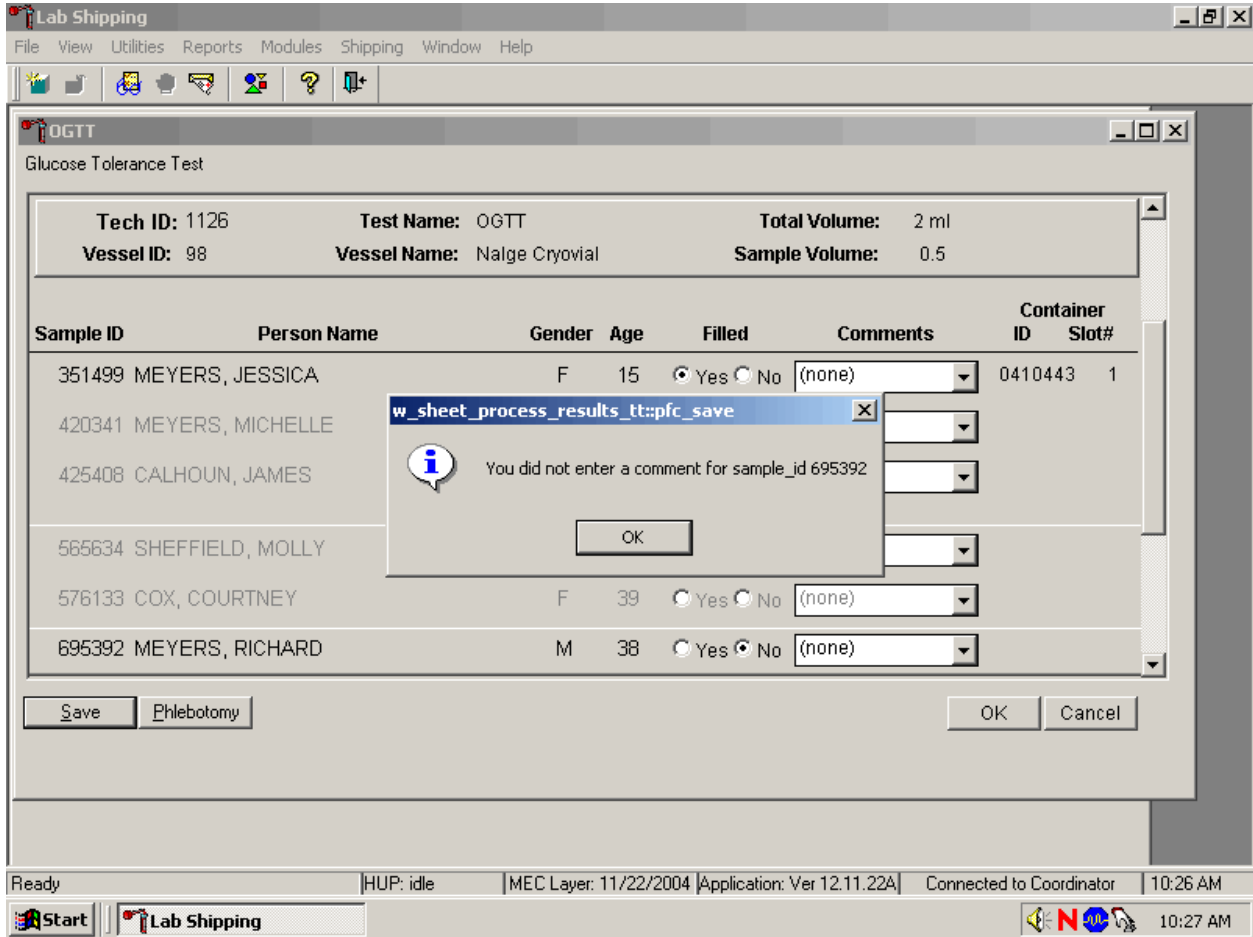 Lab Shipping
File View Utilities Reports Modules Shipping Window Help
OGTT
Glucose Tolerance Test
Tech ID: 1126 Test Name: OGTT Total Volume: 2 ml
Vessel ID: 98 Vessel Name: Nalge Cryovial Sample Volume: 0.5
Container
Sample ID Person Name Gender Age Filled Comments ID Slot#
351499 MEYERS, JESSICA F 15 Yes No (none) 0410443 1
w_sheet_process_results_tt::pfc_save
420341 MEYERS, MICHELLE
You did not enter a comment for sample_id 695392
425408 CALHOUN, JAMES
OK
565634 SHEFFIELD, MOLLY
576133 COX, COURTNEY F 39 Yes No (none)
695392 MEYERS, RICHARD M 38 Yes No (none)
Save Phlebotomy OK Cancel
Ready HUP: idle MEC Layer: 11/22/2004 Application: Ver 12.11.22A Connected to Coordinator 10:26 AM
Start Lab Shipping N 10:27 AM